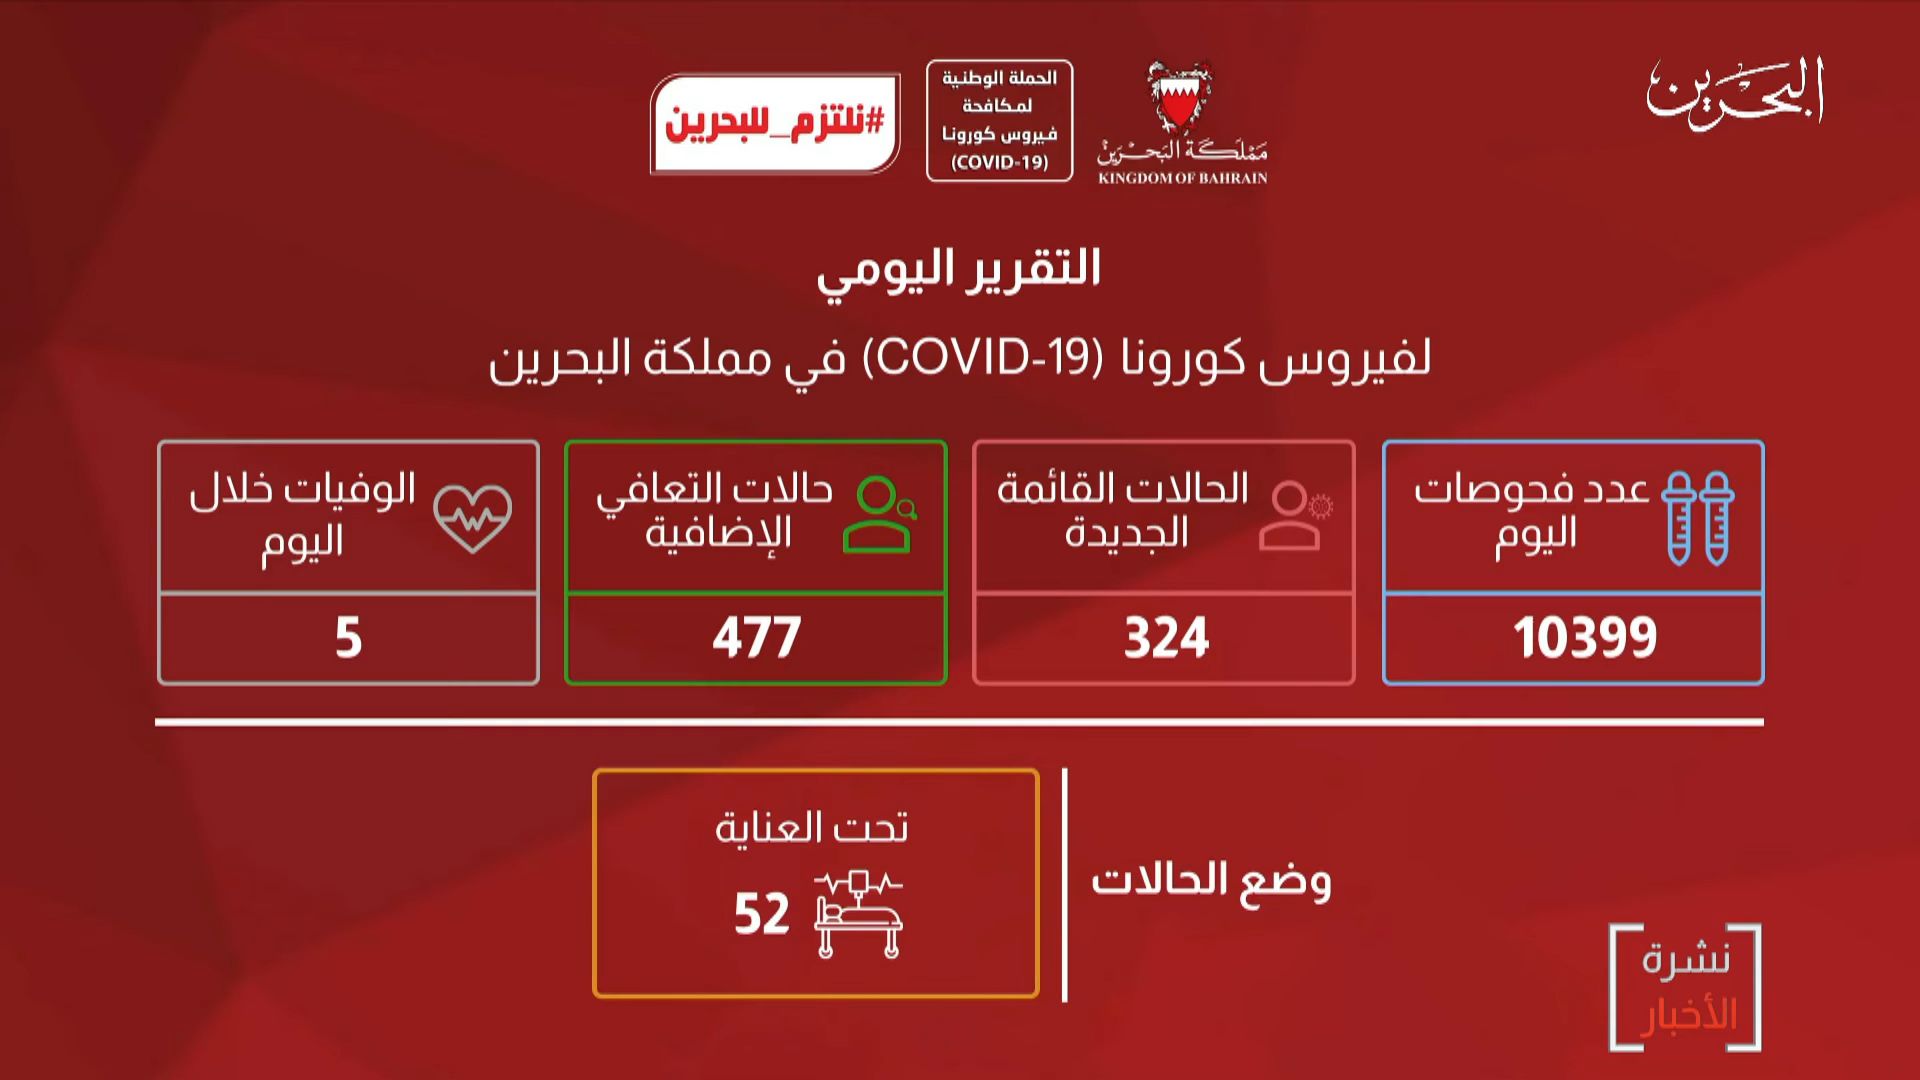 البحرين
مملكة البحرين
KINGDOM OF BAHRAIN
الحملة الوطنية
لمكافحة
فيروس كورونا
(COVID-19)
#نلتزم_للبحرين
التقرير اليومي
لفيروس كورونا (COVID-19) في مملكة البحرين
عدد فحوصات
اليوم
10399
الحالات القائمة
الجديدة
324
حالات التعافي
الإضافية
477
الوفيات خلال
اليوم
5
وضع الحالات
تحت العناية
52
نشرة
الأخبار